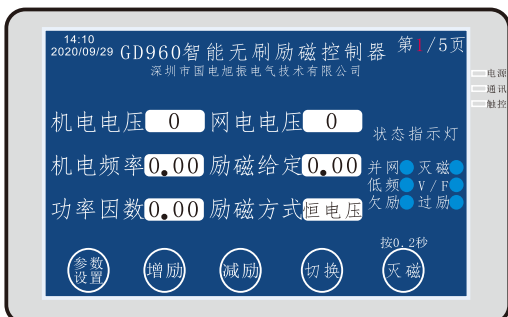 14:10
2020/09/29 GD960智能无刷励磁控制器 第1/5页
深圳市国电旭振电气技术有限公司
电源
通讯
触控
机电电压 0 网电电压 0
状态指示灯
机电频率 0.00 励磁给定 0.00
并网 灭磁
低频 V/F
欠励 过励
功率因数 0.00 励磁方式 恒电压
按0.2秒
参数
设置
增励 减励 切换 灭磁